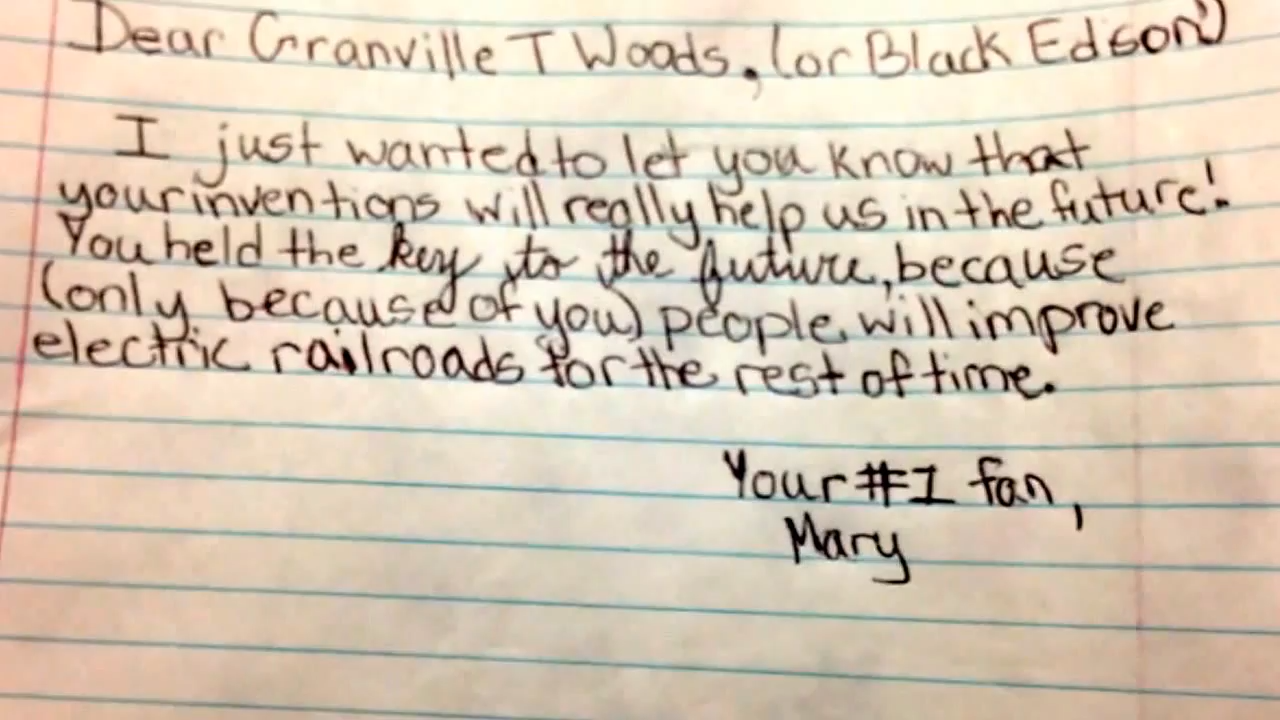 Dear Granville T Woods, (or Black Edison)
I just wanted to let you know that
your inventions will really help us in the future!
You held the key to the future, because
(only because of you) people will improve
electric railroads for the rest of time.
Your #1 fan,
Mary